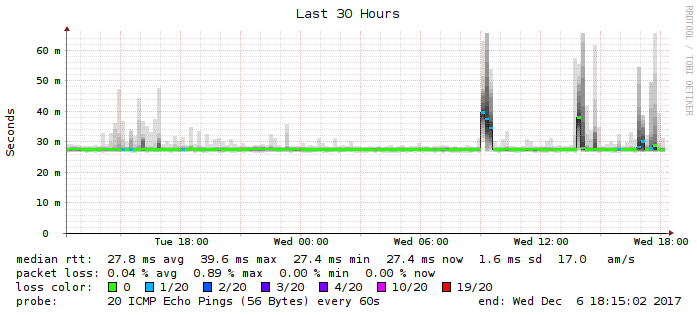 Last 30 Hours
RRDTOOL / TOBI OETIKER
Seconds
60 m
50 m
40 m
30 m
20 m
10 m
0
Tue 18:00 Wed 00:00 Wed 06:00 Wed 12:00 Wed 18:00
median rtt: 27.8 ms avg 39.6 ms max 27.4 ms min 27.4 ms now 1.6 ms sd 17.0 am/s
packet loss: 0.04 % avg 0.89 % max 0.00 % min 0.00 % now
loss color: 0 1/20 2/20 3/20 4/20 10/20 19/20
probe: 20 ICMP Echo Pings (56 Bytes) every 60s end: Wed Dec 6 18:15:02 2017